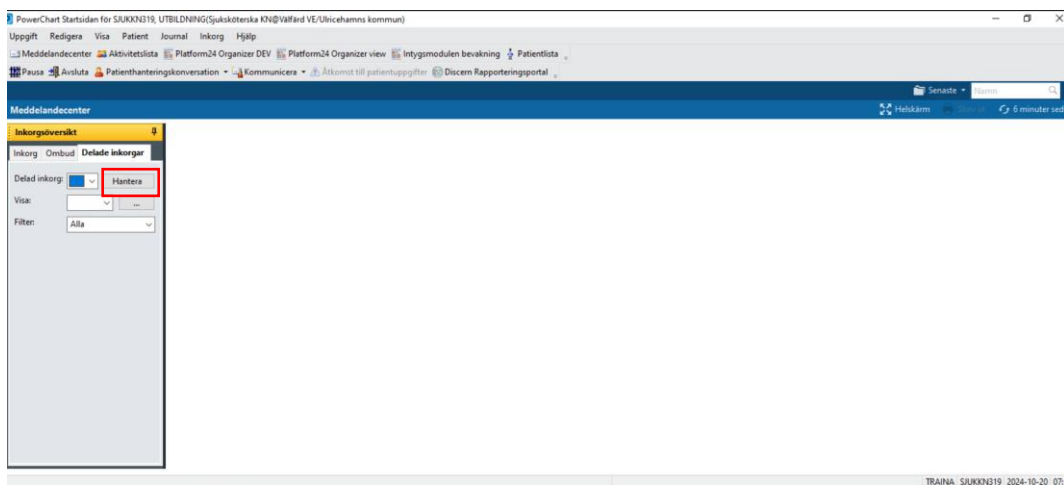 PowerChart Startsidan för SJUKKN319, UTBILDNING(Sjuksköterska KN@Välfärd VE/Ulricehamns kommun)
Uppgift Redigera Visa Patient Journal Inkorg Hjälp
Meddelandecenter Aktivitetslista Platform24 Organizer DEV Platform24 Organizer view Intygsmodulen bevakning Patientlista
Pausa Avsluta Patienthanteringskonversation Kommunicera Åtkomst till patientuppgifter Discern Rapporteringsportal
Senaste Namn
Meddelandecenter Helskärm Skriv ut 6 minuter sed
Inkorgsöversikt
Inkorg Ombud Delade inkorgar
Delad inkorg: Hantera
Visa: ...
Filter: Alla
TRAINA SJUKKN319 2024-10-20 07: